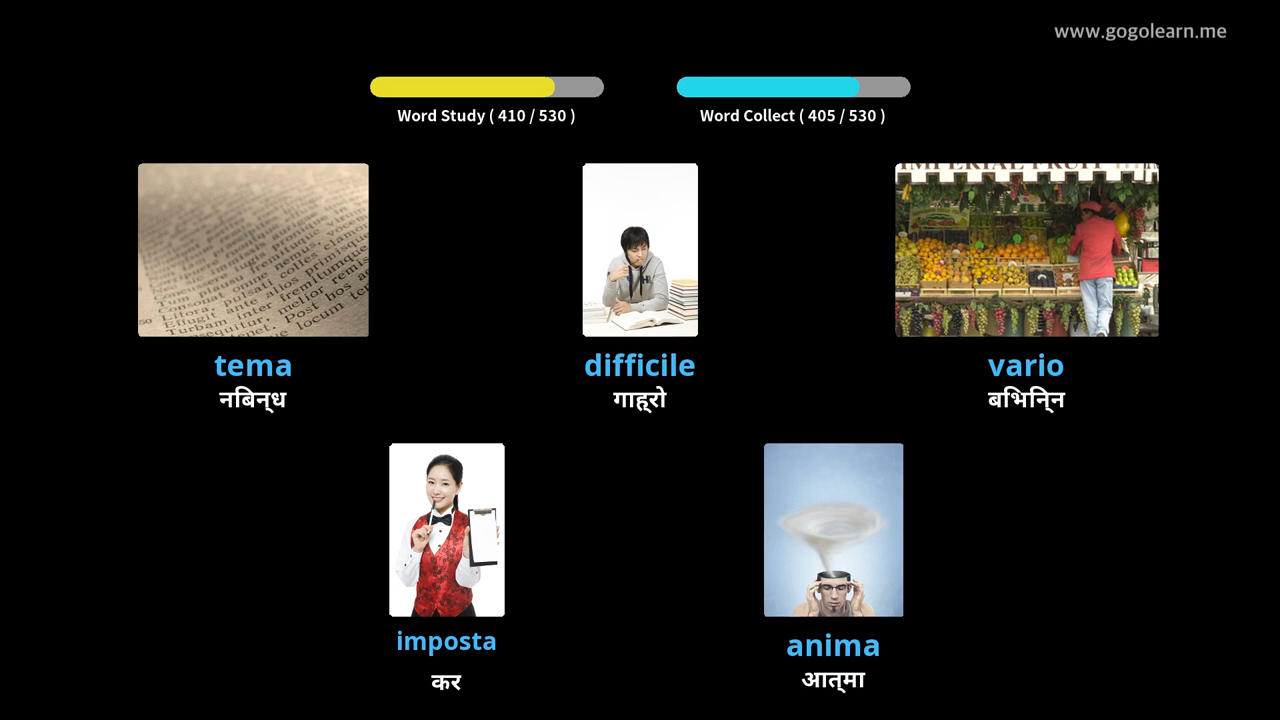 www.gogolearn.me
Word Study ( 410 / 530 )
Word Collect ( 405 / 530 )
tema
नबिन्ध
difficile
गाह्रो
vario
बभिनि्न
imposta
कर
anima
आत्मा